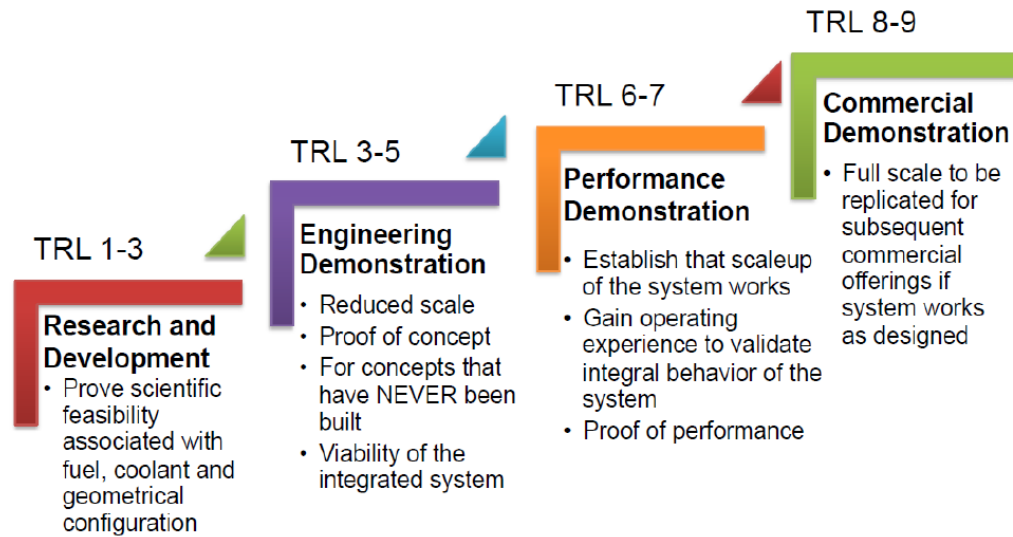 TRL 1-3
Research and
Development
• Prove scientific
feasibility
associated with
fuel, coolant and
geometrical
configuration
TRL 3-5
Engineering
Demonstration
• Reduced scale
• Proof of concept
• For concepts that
have NEVER been
built
• Viability of the
integrated system
TRL 6-7
Performance
Demonstration
• Establish that scaleup
of the system works
• Gain operating
experience to validate
integral behavior of the
system
• Proof of performance
TRL 8-9
Commercial
Demonstration
• Full scale to be
replicated for
subsequent
commercial
offerings if
system works
as designed